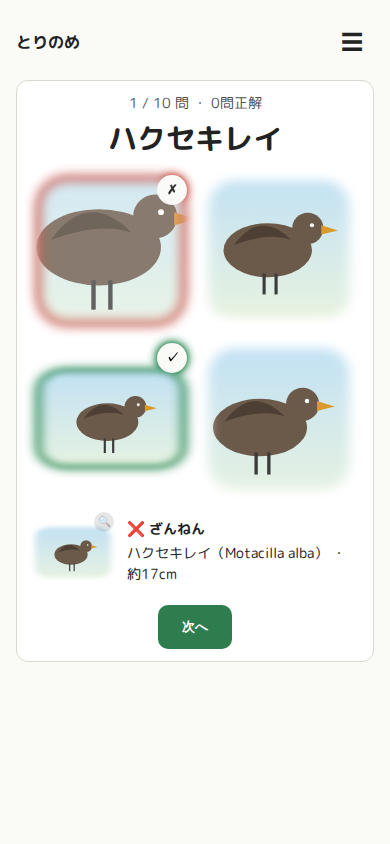 とりのめ
☰
1 / 10 問 · 0問正解
ハクセキレイ
✗
✓
❌ ざんねん
ハクセキレイ（Motacilla alba） ·
約17cm
次へ